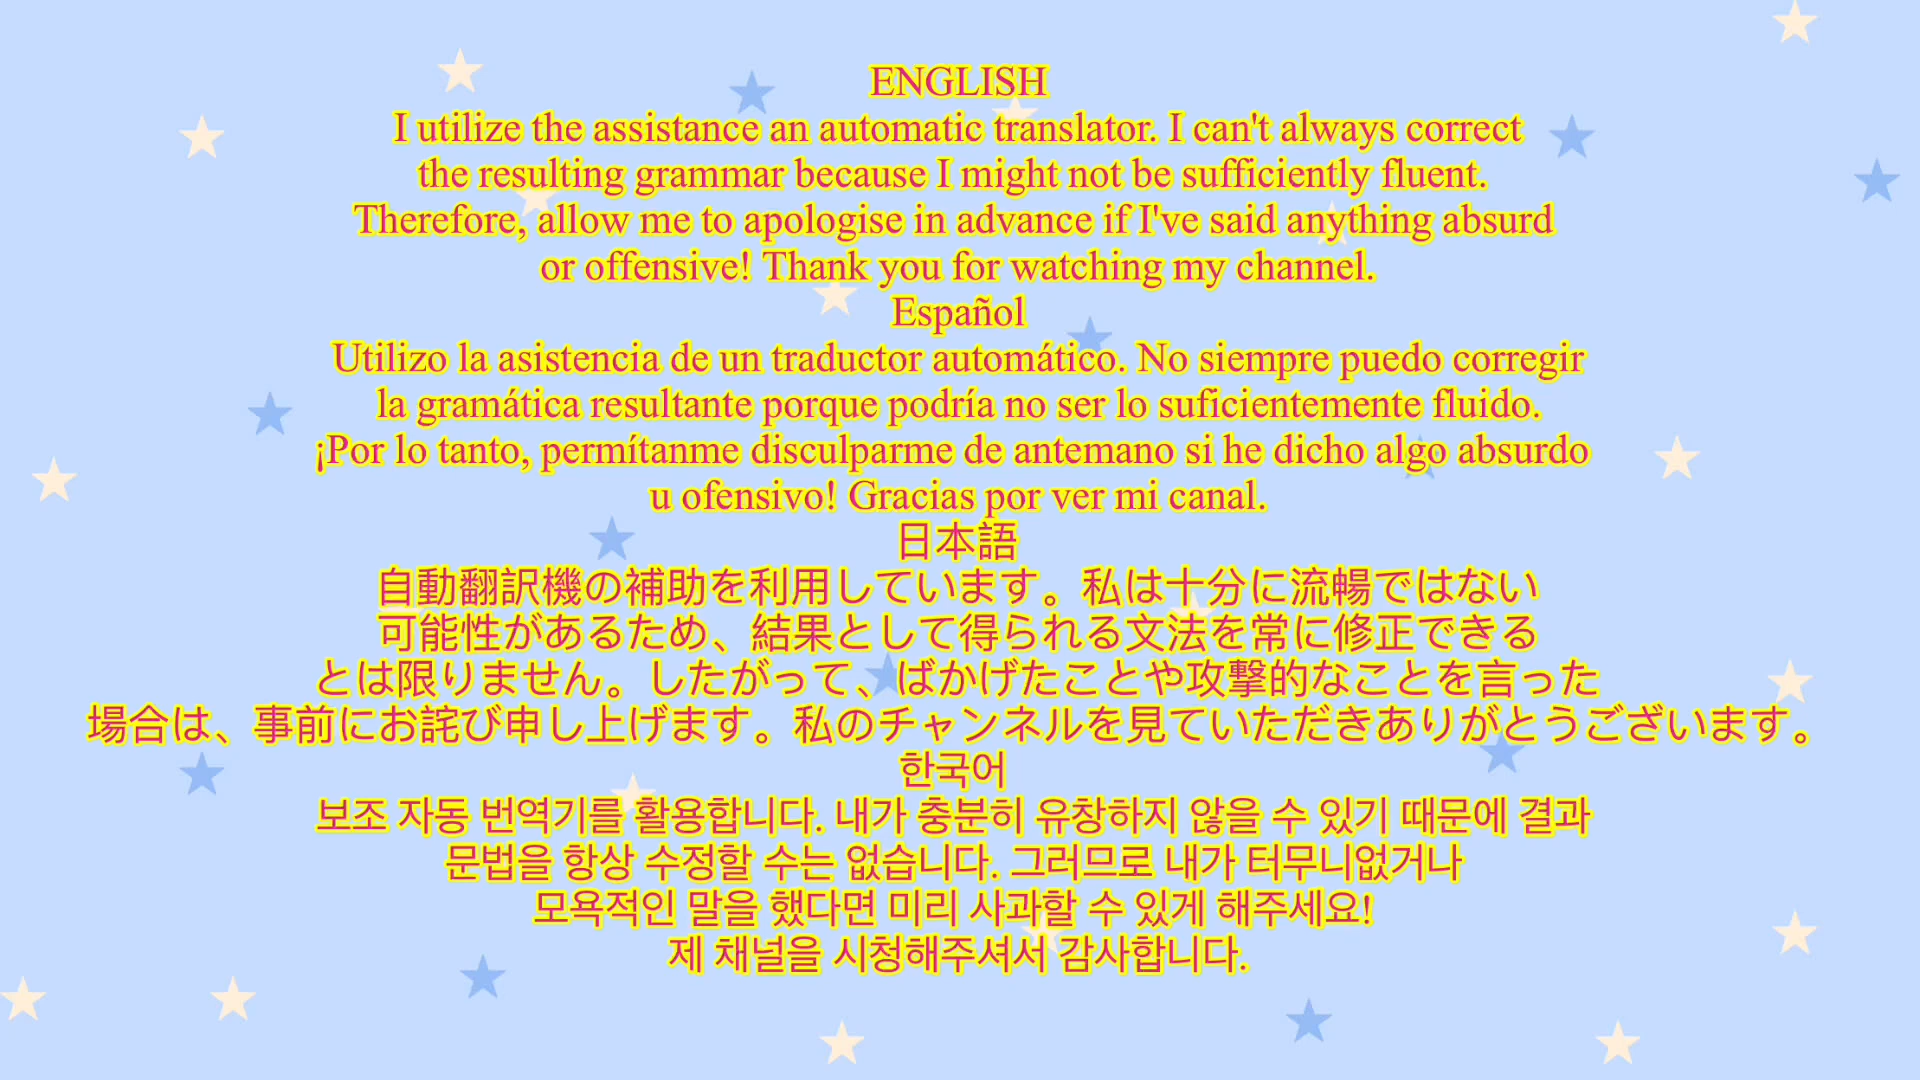 ENGLISH
I utilize the assistance an automatic translator. I can't always correct
the resulting grammar because I might not be sufficiently fluent.
Therefore, allow me to apologise in advance if I've said anything absurd
or offensive! Thank you for watching my channel.
Español
Utilizo la asistencia de un traductor automático. No siempre puedo corregir
la gramática resultante porque podría no ser lo suficientemente fluido.
¡Por lo tanto, permítanme disculparme de antemano si he dicho algo absurdo
u ofensivo! Gracias por ver mi canal.
日本語
自動翻訳機の補助を利用しています。私は十分に流暢ではない
可能性があるため、結果として得られる文法を常に修正できる
とは限りません。したがって、ばかげたことや攻撃的なことを言った
場合は、事前にお詫び申し上げます。私のチャンネルを見ていただきありがとうございます。
한국어
보조 자동 번역기를 활용합니다. 내가 충분히 유창하지 않을 수 있기 때문에 결과
문법을 항상 수정할 수는 없습니다. 그러므로 내가 터무니없거나
모욕적인 말을 했다면 미리 사과할 수 있게 해주세요!
제 채널을 시청해주셔서 감사합니다.